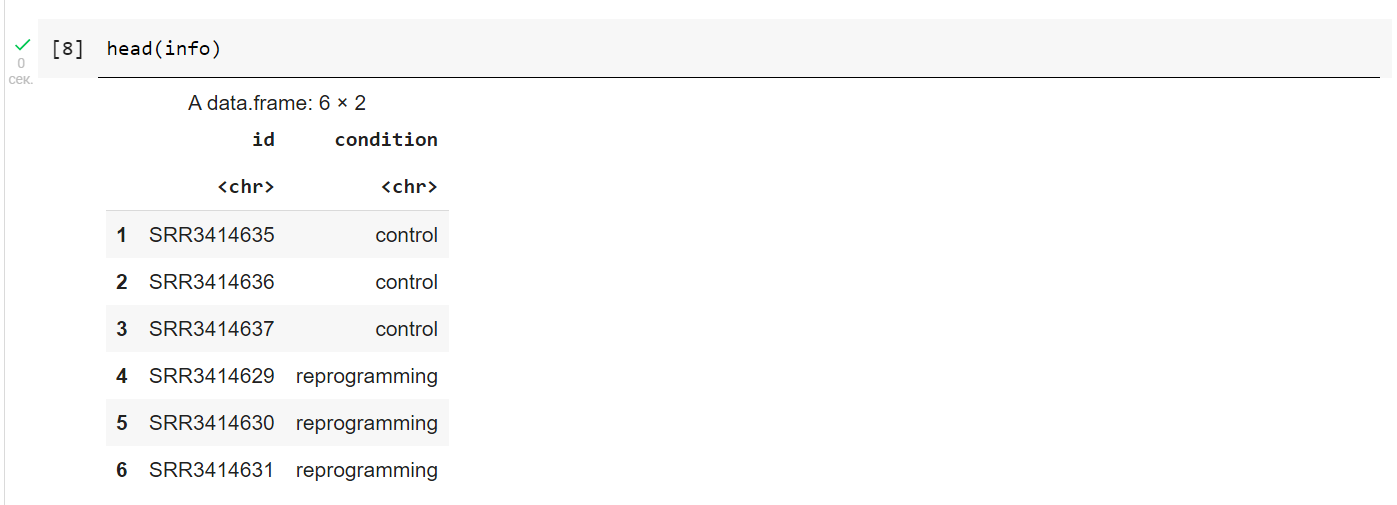 [8] head(info)
0
сек.
A data.frame: 6 × 2
id condition
<chr> <chr>
1 SRR3414635 control
2 SRR3414636 control
3 SRR3414637 control
4 SRR3414629 reprogramming
5 SRR3414630 reprogramming
6 SRR3414631 reprogramming